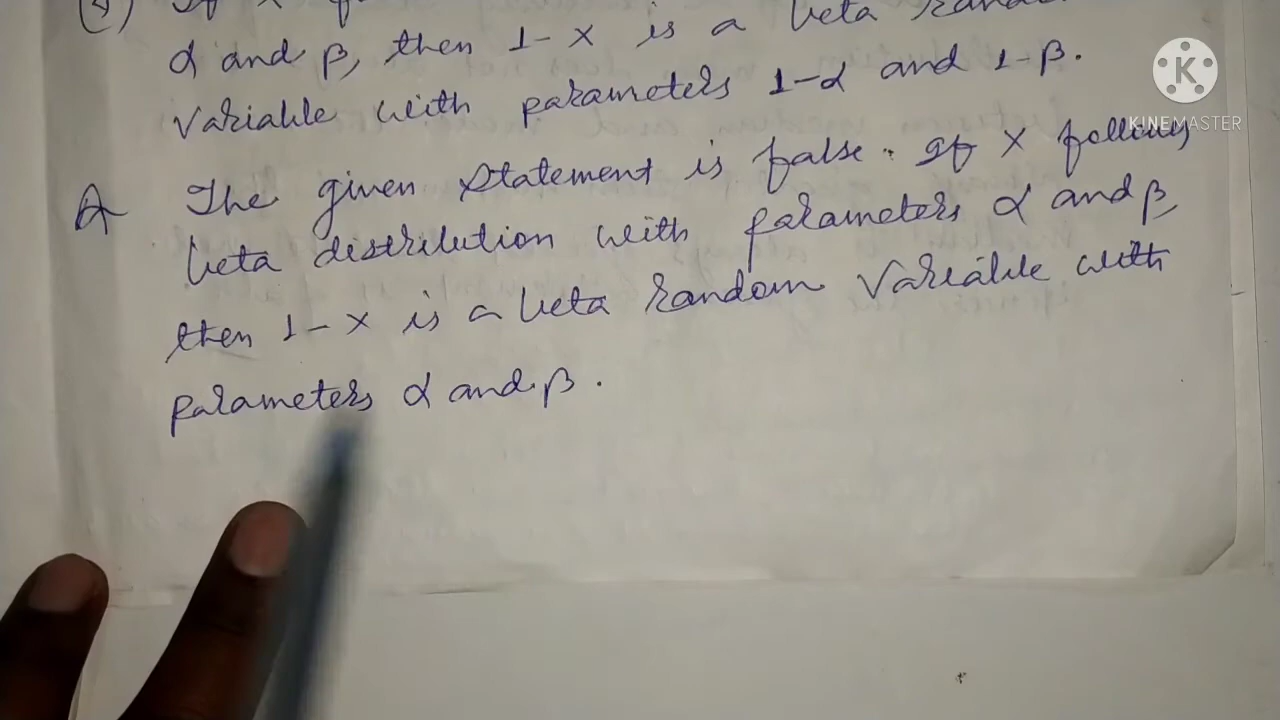 α and β, then 1-X is a beta
variable with parameters 1-α and 1-β.
A The given statement is false. If X follows
beta distribution with parameters α and β,
then 1-X is a beta random variable with
parameters α and β.
K
KINEMASTER